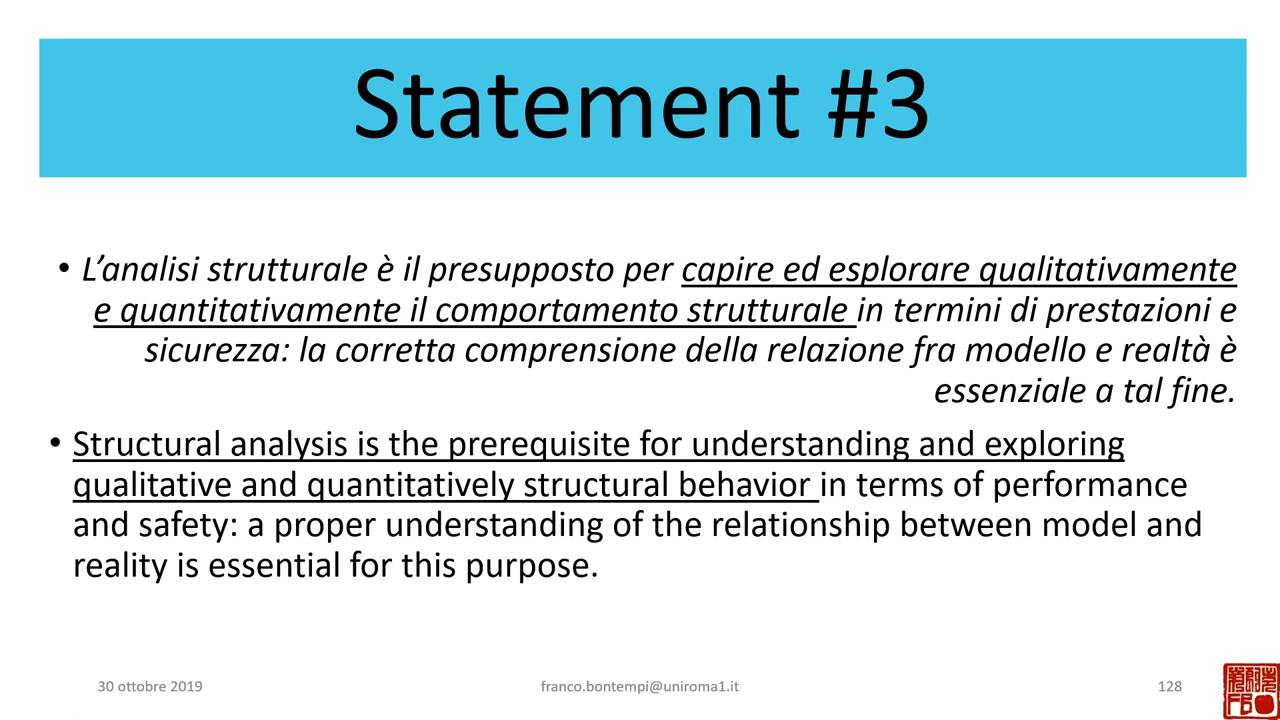 Statement #3
• L’analisi strutturale è il presupposto per capire ed esplorare qualitativamente
e quantitativamente il comportamento strutturale in termini di prestazioni e
sicurezza: la corretta comprensione della relazione fra modello e realtà è
essenziale a tal fine.
• Structural analysis is the prerequisite for understanding and exploring
qualitative and quantitatively structural behavior in terms of performance
and safety: a proper understanding of the relationship between model and
reality is essential for this purpose.
30 ottobre 2019
franco.bontempi@uniroma1.it
128
FB